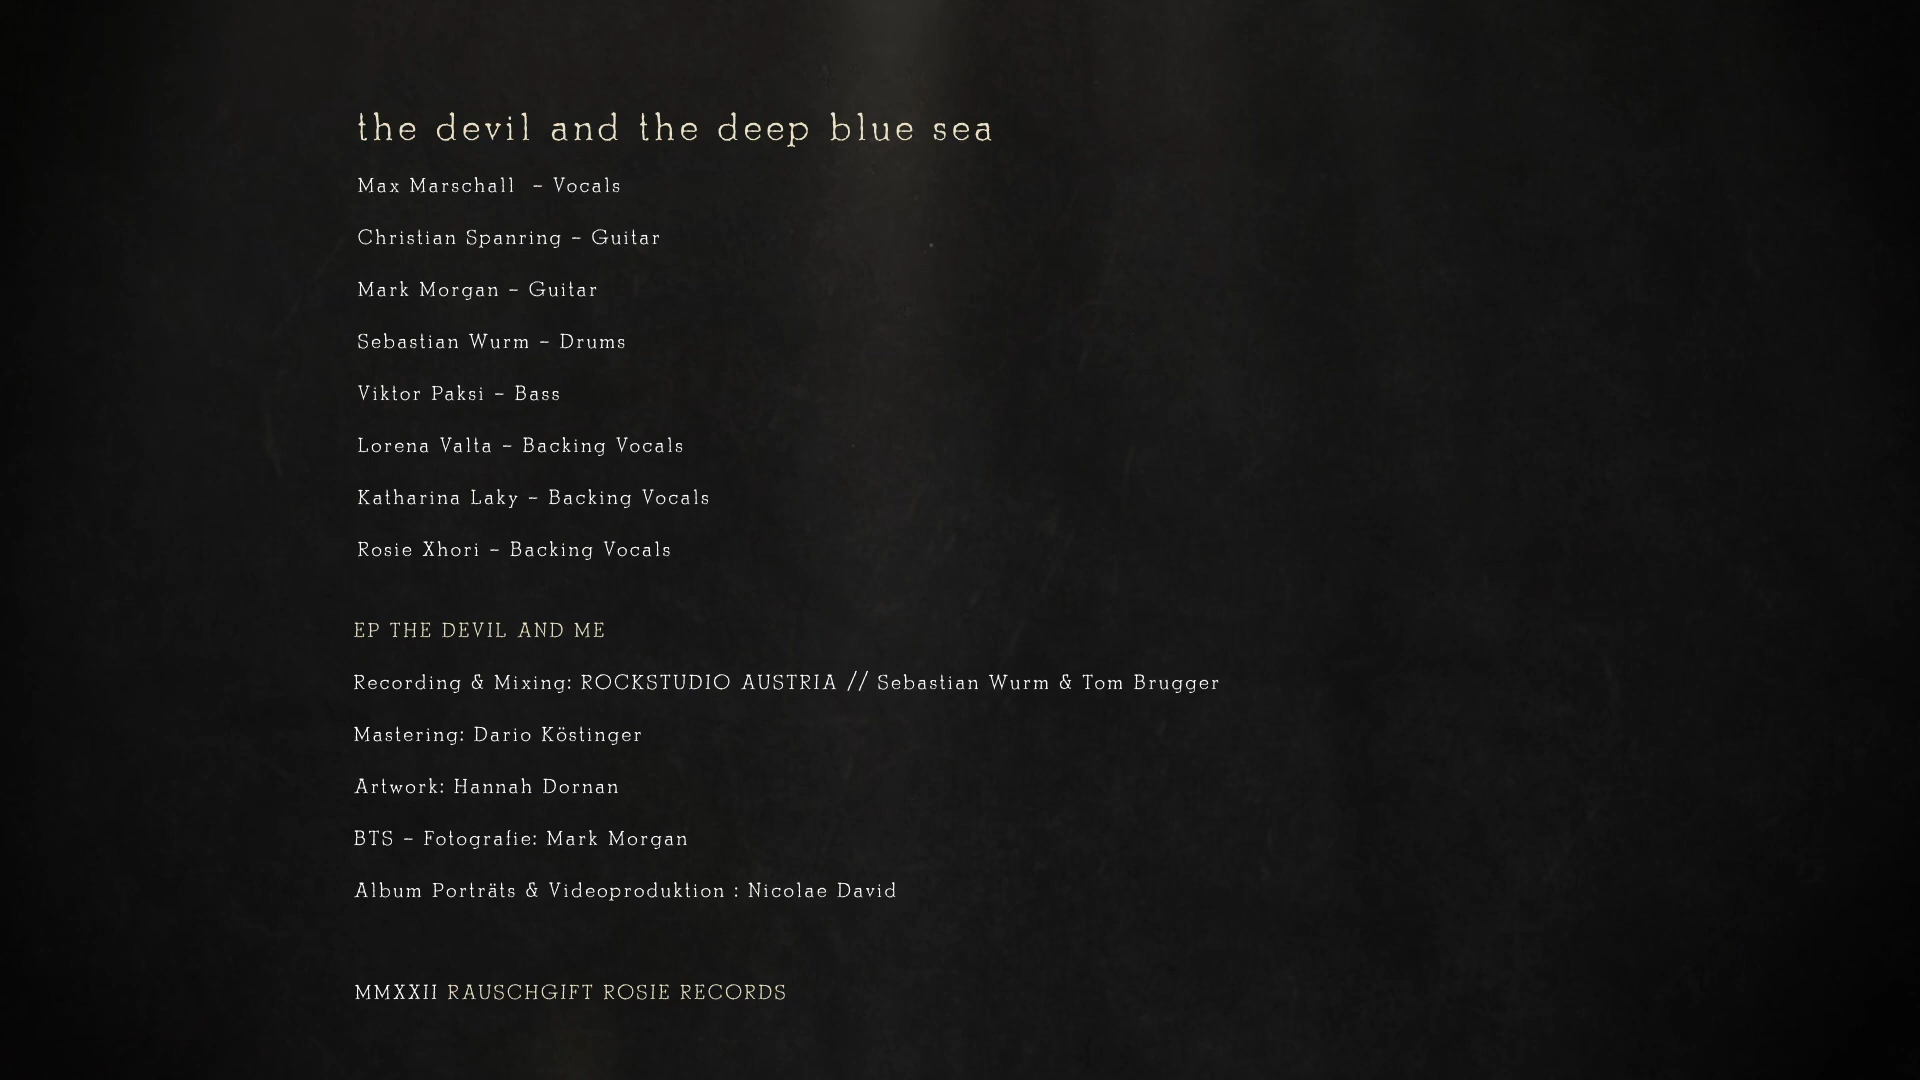 the devil and the deep blue sea
Max Marschall – Vocals
Christian Spanring – Guitar
Mark Morgan – Guitar
Sebastian Wurm – Drums
Viktor Paksi – Bass
Lorena Valta – Backing Vocals
Katharina Laky – Backing Vocals
Rosie Xhori – Backing Vocals
EP THE DEVIL AND ME
Recording & Mixing: ROCKSTUDIO AUSTRIA // Sebastian Wurm & Tom Brugger
Mastering: Dario Köstinger
Artwork: Hannah Dornan
BTS – Fotografie: Mark Morgan
Album Porträts & Videoproduktion : Nicolae David
MMXXII RAUSCHGIFT ROSIE RECORDS